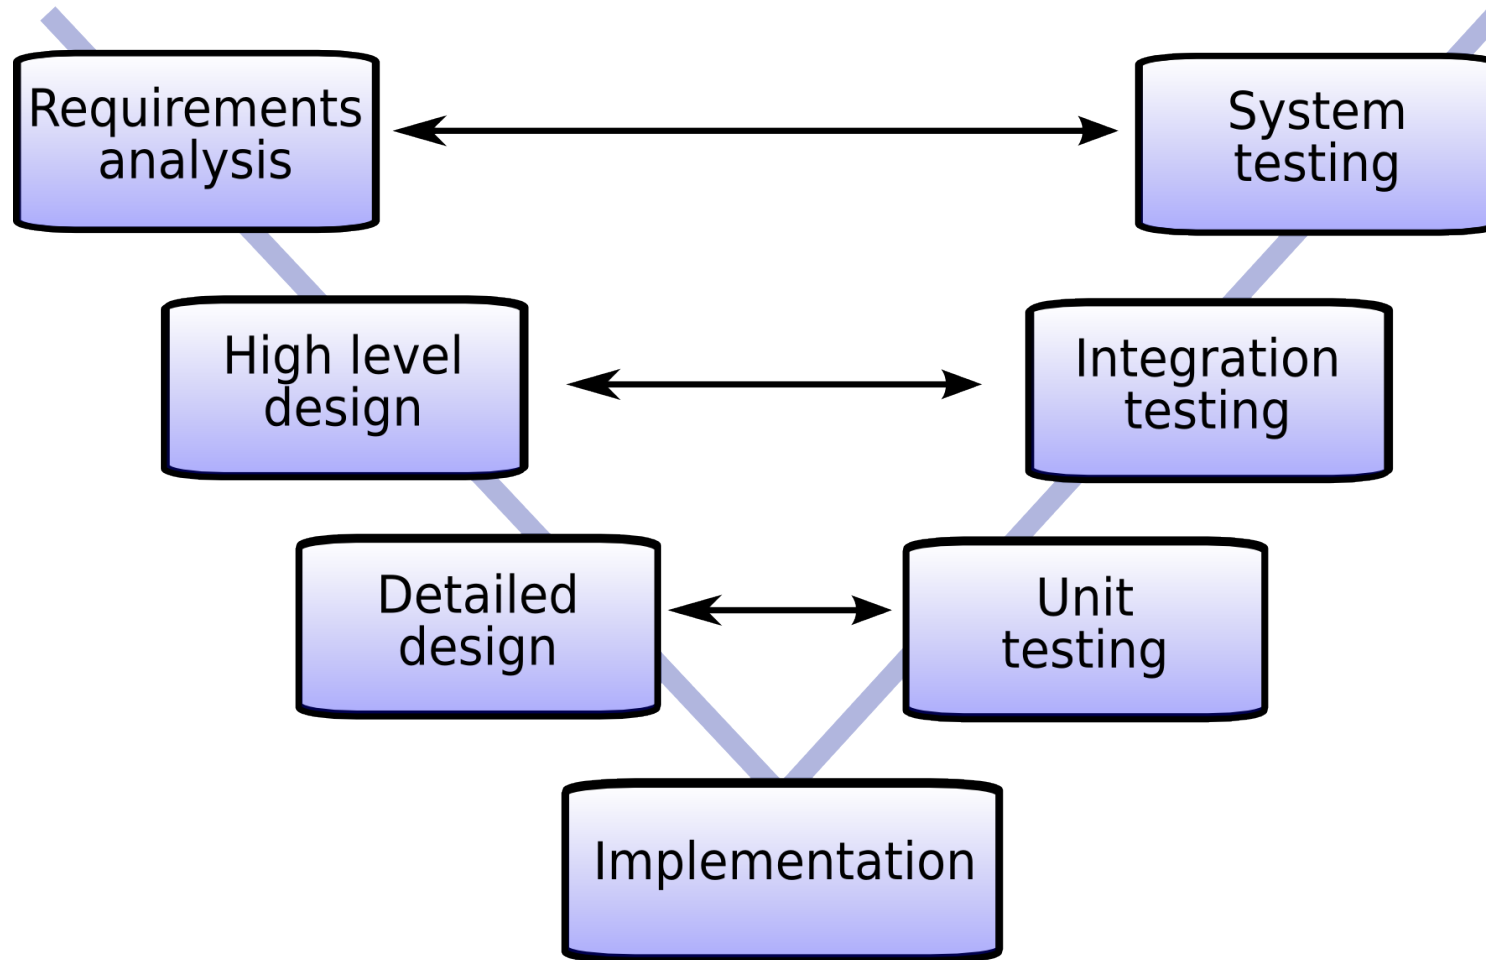 Requirements
analysis
System
testing
High level
design
Integration
testing
Detailed
design
Unit
testing
Implementation